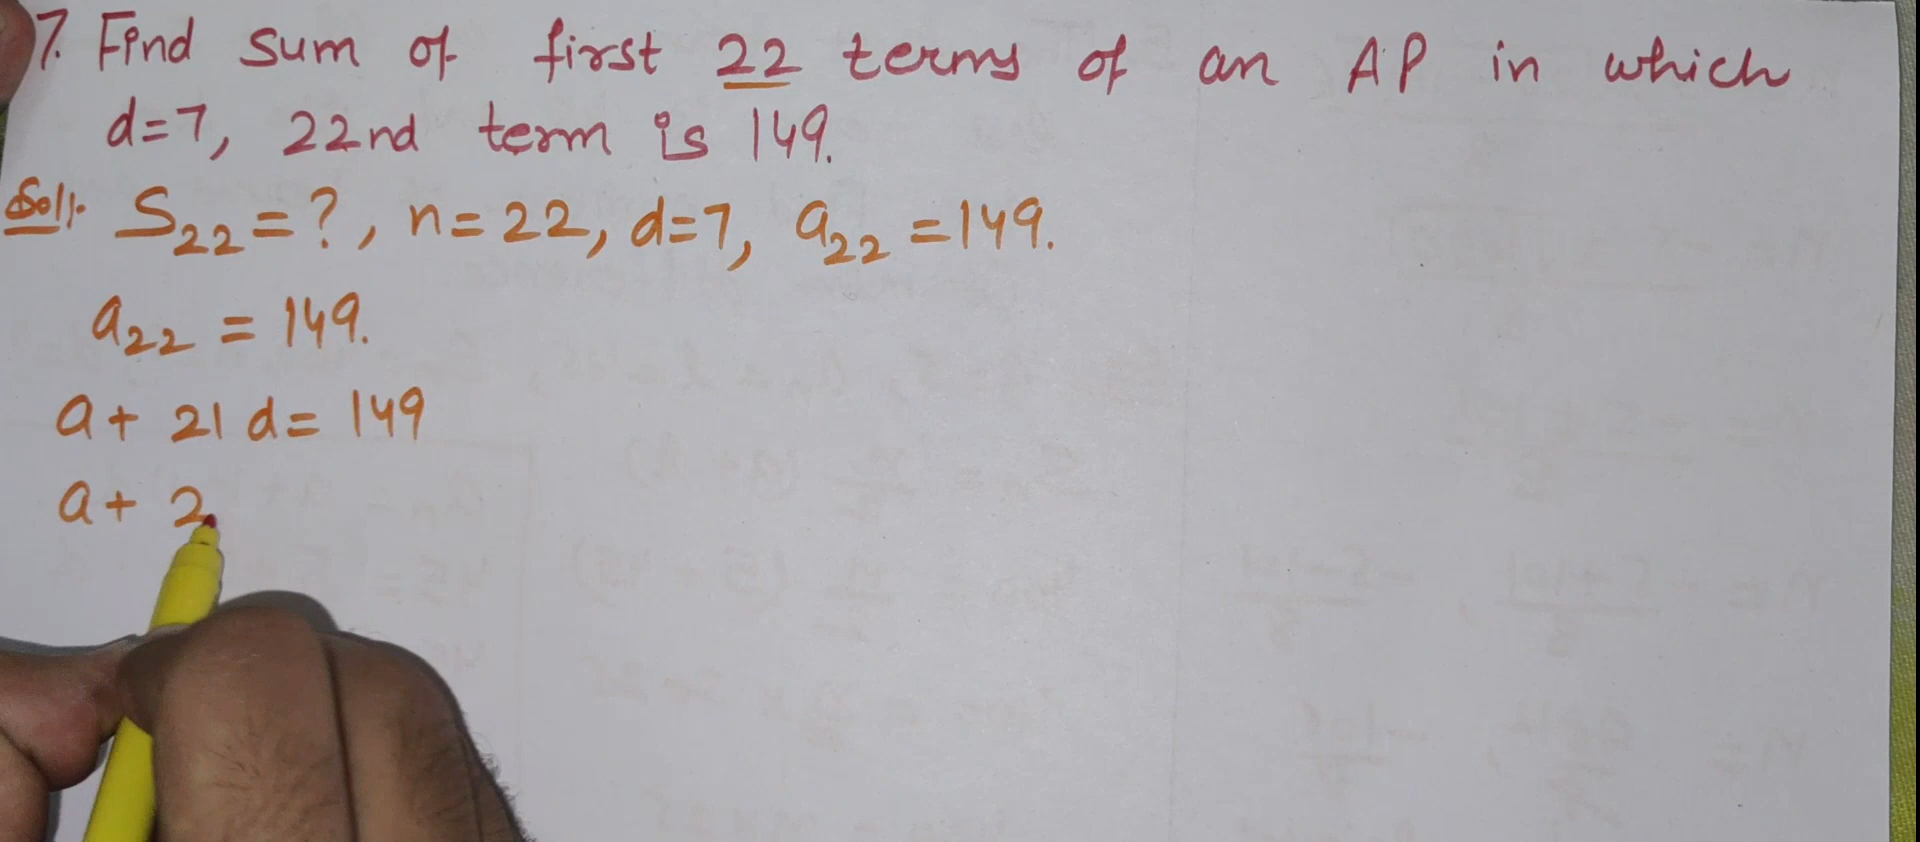 7. Find sum of first 22 terms of an AP in which
d=7, 22nd term is 149.
Sol: S22 = ?, n=22, d=7, a22 = 149.
a22 = 149.
a + 21 d = 149
a + 2